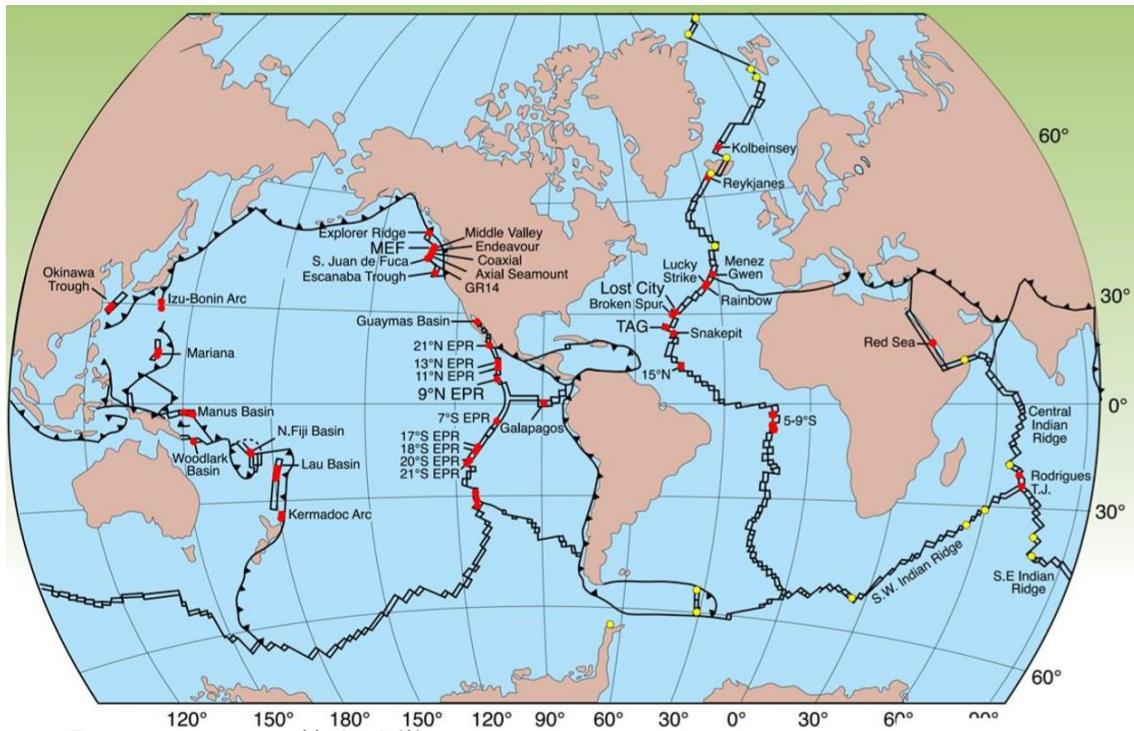 60°
Kolbeinsey
Reykjanes
Explorer Ridge
MEF
S. Juan de Fuca
Escanaba Trough
Middle Valley
Endeavour
Coaxial
Axial Seamount
GR14
Okinawa
Trough
Izu-Bonin Arc
Lucky
Strike
Menez
Gwen
Rainbow
Lost City
Broken Spur
30°
Guaymas Basin
TAG
Snakepit
Red Sea
Mariana
21°N EPR
13°N EPR
11°N EPR
9°N EPR
15°N
0°
Manus Basin
7°S EPR
Galapagos
5-9°S
Central
Indian
Ridge
N.Fiji Basin
Woodlark
Basin
Lau Basin
17°S EPR
18°S EPR
20°S EPR
21°S EPR
Rodrigues
T.J.
Kermadoc Arc
30°
S.W. Indian Ridge
S.E Indian
Ridge
60°
120° 150° 180° 150° 120° 90° 60° 30° 0° 30°